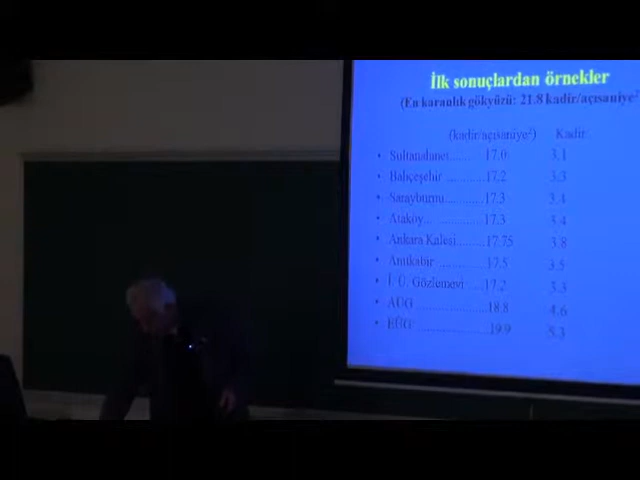 İlk sonuçlardan örnekler
(En karanlık gökyüzü: 21.8 kadir/açısaniye²
(kadir/açısaniye²) Kadir
• Sultanahmet....... 17.0 3.1
• Bahçeşehir ............17.2 3.3
• Sarayburnu............17.3 3.4
• Ataköy..................17.3 3.4
• Ankara Kalesi.........17.75 3.8
• Anıtkabir ..............17.5 3.5
• İ. Ü. Gözlemevi .....17.2 3.3
• AÜG .....................18.8 4.6
• EÜG .....................19.9 5.3